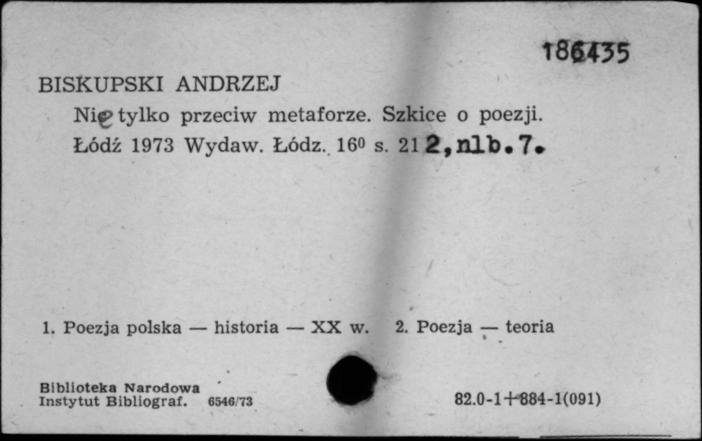 186435
BISKUPSKI ANDRZEJ
Nie tylko przeciw metaforze. Szkice o poezji.
Łódź 1973 Wydaw. Łódz. 16⁰ s. 212, nlb. 7.
1. Poezja polska — historia — XX w. 2. Poezja — teoria
Biblioteka Narodowa
Instytut Bibliograf. 6546/73 82.0-1+884-1(091)